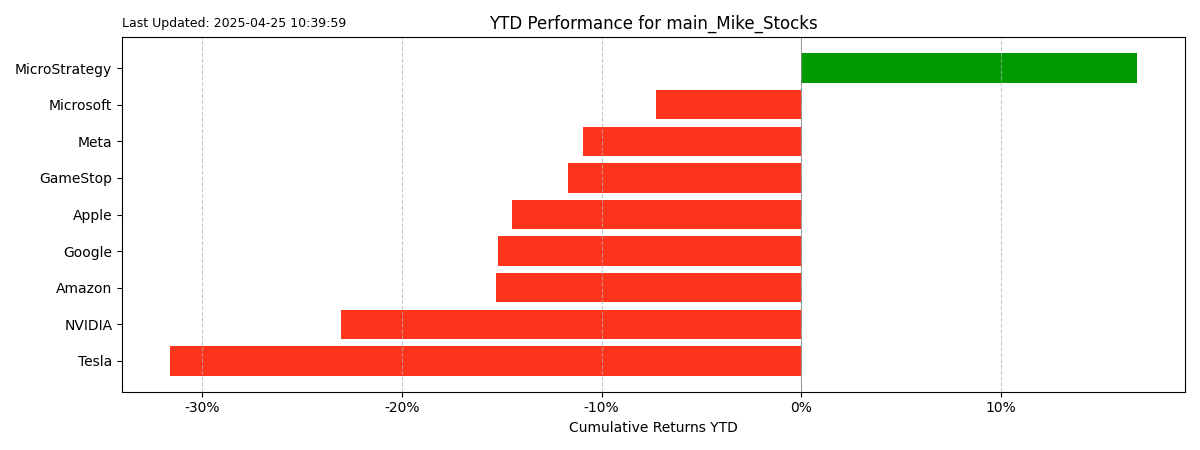 Last Updated: 2025-04-25 10:39:59
YTD Performance for main_Mike_Stocks
MicroStrategy
Microsoft
Meta
GameStop
Apple
Google
Amazon
NVIDIA
Tesla
-30% -20% -10% 0% 10%
Cumulative Returns YTD